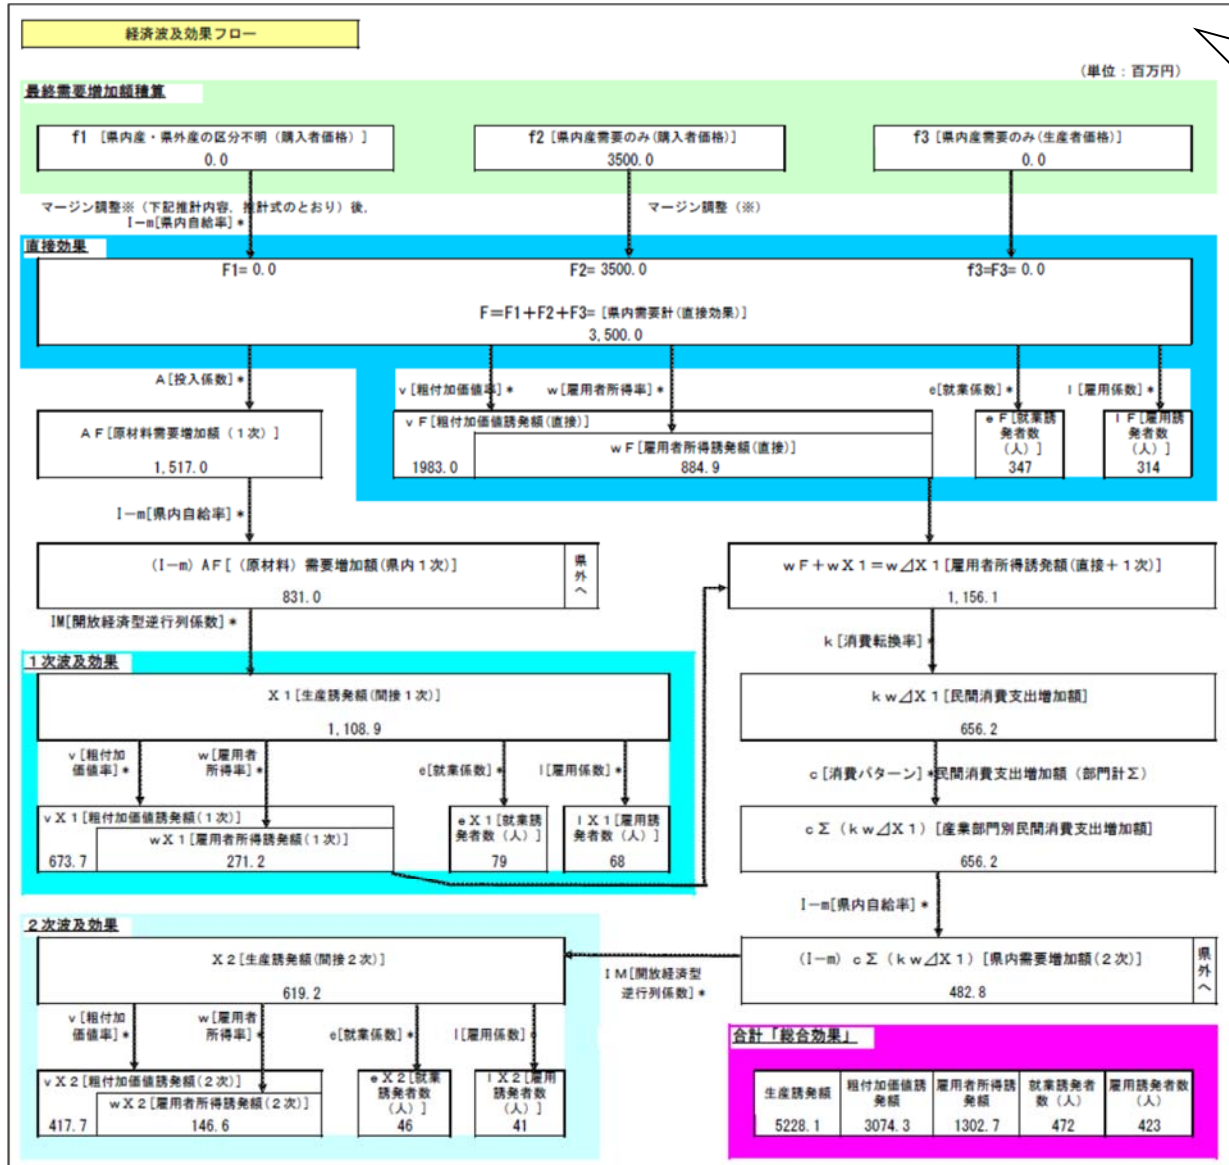 経済波及効果フロー
(単位：百万円)
最終需要増加額積算
f1 [県内産・県外産の区分不明（購入者価格）]
0.0
f2 [県内産需要のみ(購入者価格)]
3500.0
f3 [県内産需要のみ(生産者価格)]
0.0
マージン調整※（下記推計内容，推計式のとおり）後，
I－m[県内自給率]＊
マージン調整（※）
直接効果
F1= 0.0
F2= 3500.0
f3=F3= 0.0
F＝F1＋F2＋F3= [県内需要計(直接効果)]
3,500.0
A[投入係数]＊
v[粗付加価値率]＊
w[雇用者所得率]＊
e[就業係数]＊
l[雇用係数]＊
AF[原材料需要増加額（1次）]
1,517.0
vF[粗付加価値誘発額(直接)]
1983.0
wF[雇用者所得誘発額(直接)]
884.9
eF[就業誘
発者数
（人）]
347
lF[雇用誘
発者数
（人）]
314
I－m[県内自給率]＊
(I－m) AF[（原材料）需要増加額(県内1次)]
831.0
県外へ
wF＋wX1＝w⊿X1[雇用者所得誘発額(直接＋1次)]
1,156.1
IM[開放経済型逆行列係数]＊
k[消費転換率]＊
1次波及効果
X1[生産誘発額(間接1次)]
1,108.9
kw⊿X1[民間消費支出増加額]
656.2
v[粗付加
価値率]＊
w[雇用者
所得率]＊
e[就業係数]＊
l[雇用係数]＊
c[消費パターン]＊民間消費支出増加額（部門計Σ）
vX1[粗付加価値誘発額(1次)]
673.7
wX1[雇用者所得誘発額(1次)]
271.2
eX1[就業誘
発者数（人）]
79
lX1[雇用誘
発者数（人）]
68
cΣ(kw⊿X1) [産業部門別民間消費支出増加額]
656.2
I－m[県内自給率]＊
2次波及効果
X2[生産誘発額(間接2次)]
619.2
IM[開放経済型
逆行列係数]＊
(I－m) cΣ(kw⊿X1) [県内需要増加額(2次)]
482.8
県外へ
v[粗付加
価値率]＊
w[雇用者
所得率]＊
e[就業係数]＊
l[雇用係数]＊
vX2[粗付加価値誘発額(2次)]
417.7
wX2[雇用者所得誘発額(2次)]
146.6
eX2[就業
誘発者数
（人）]
46
lX2[雇用
誘発者数
（人）]
41
合計「総合効果」
生産誘発額 粗付加価値誘発額 雇用者所得誘発額 就業誘発者数（人） 雇用誘発者数（人）
5228.1 3074.3 1302.7 472 423